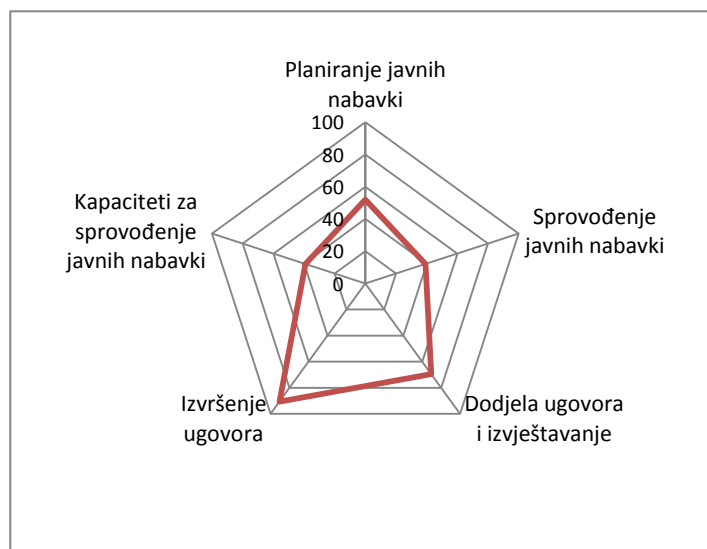 Planiranje javnih
nabavki
100
80
60
40
20
0
Kapaciteti za
sprovođenje
javnih nabavki
Sprovođenje
javnih nabavki
Izvršenje
ugovora
Dodjela ugovora
i izvještavanje